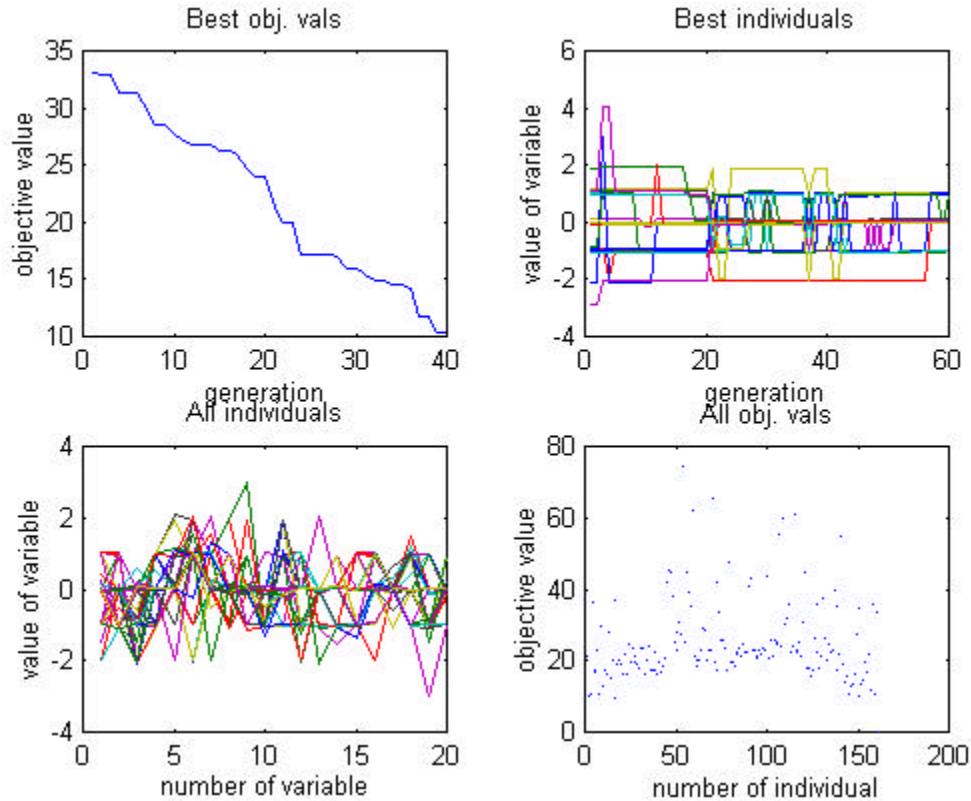 Best obj. vals
35
30
25
20
15
10
0 10 20 30 40
objective value
generation
Best individuals
6
4
2
0
-2
-4
0 20 40 60
value of variable
generation
All individuals
4
2
0
-2
-4
0 5 10 15 20
value of variable
number of variable
All obj. vals
80
60
40
20
0
0 50 100 150 200
objective value
number of individual